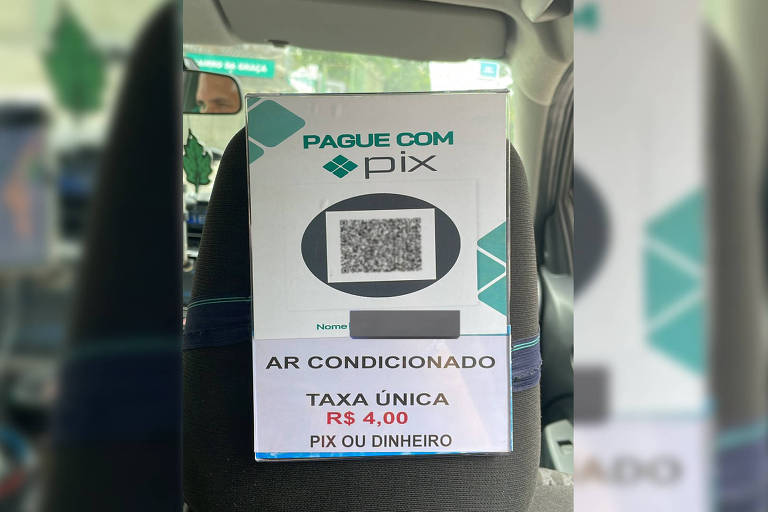 PAGUE COM
pix
Nome
AR CONDICIONADO
TAXA ÚNICA
R$ 4,00
PIX OU DINHEIRO